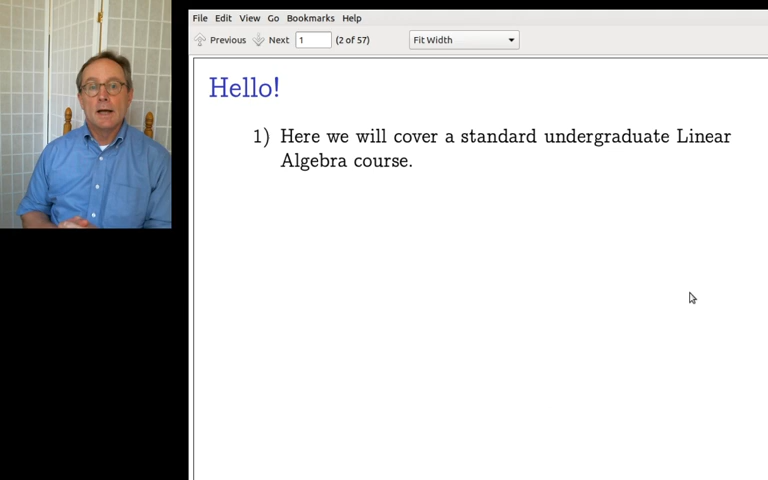 File Edit View Go Bookmarks Help
Previous Next 1 (2 of 57) Fit Width
Hello!
1) Here we will cover a standard undergraduate Linear
Algebra course.